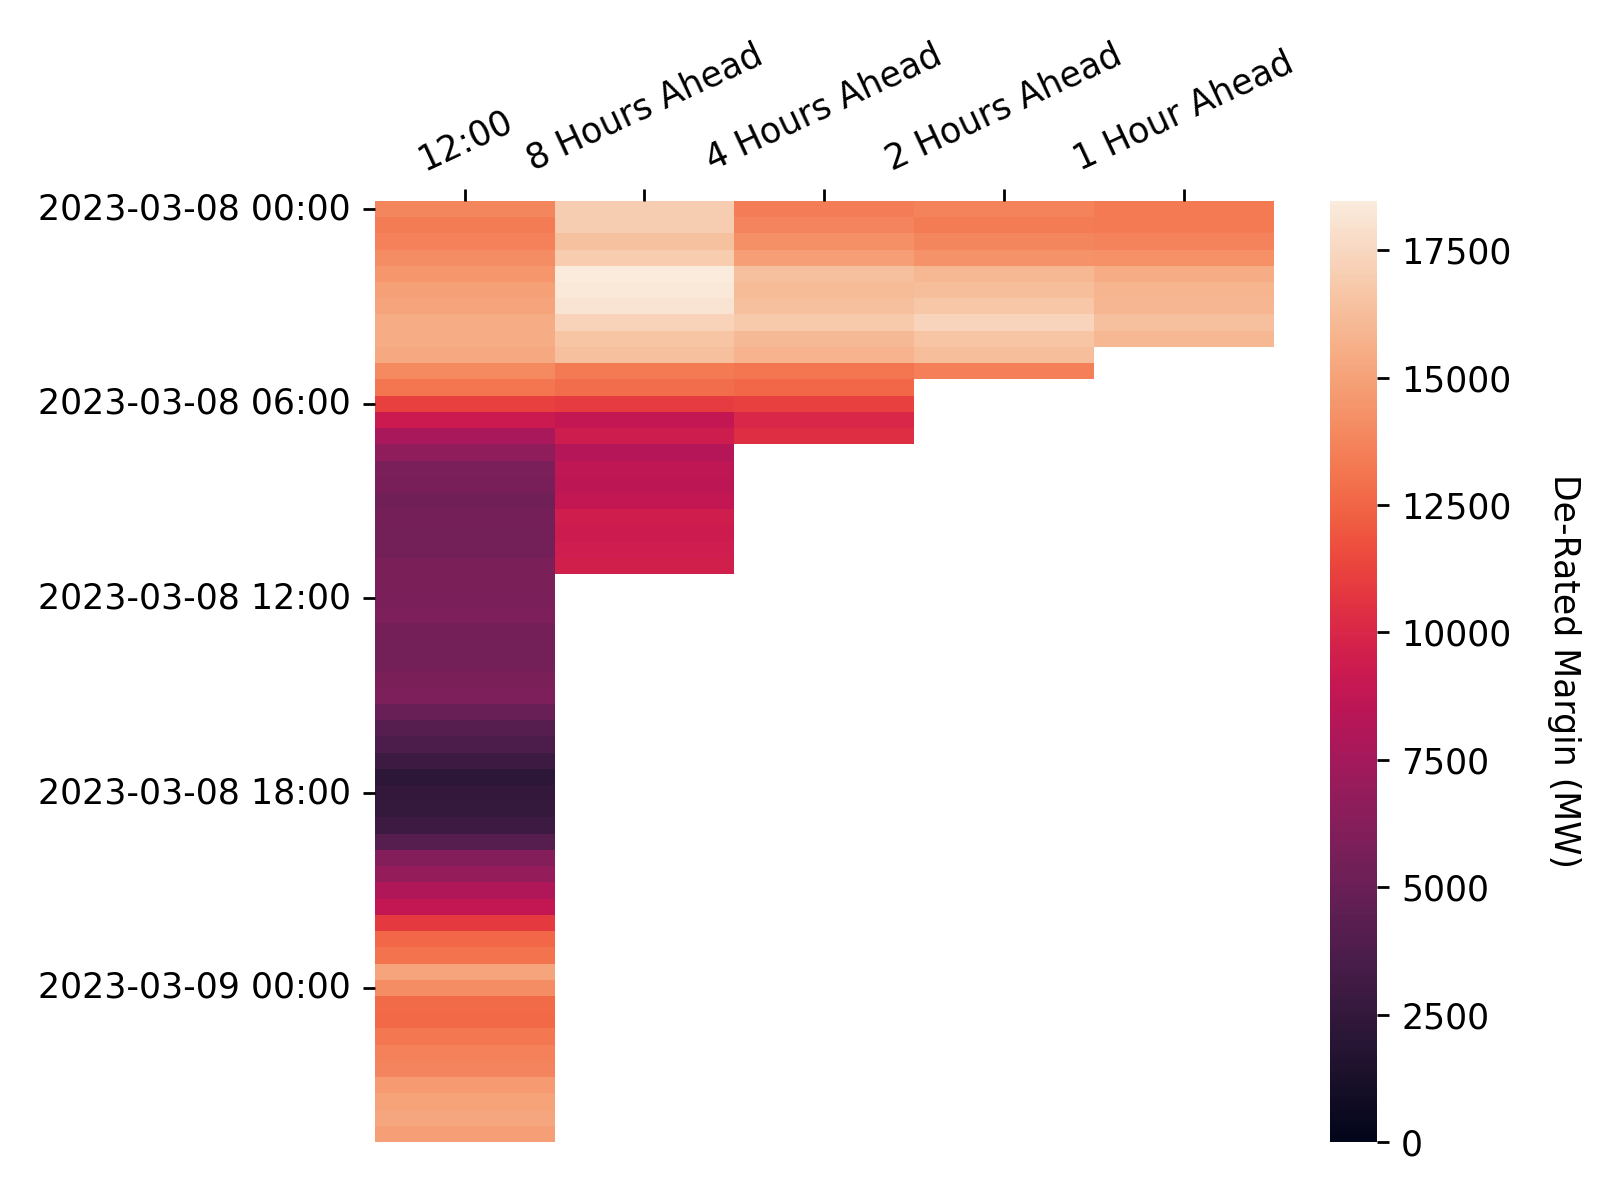 12:00
8 Hours Ahead
4 Hours Ahead
2 Hours Ahead
1 Hour Ahead
2023-03-08 00:00
2023-03-08 06:00
2023-03-08 12:00
2023-03-08 18:00
2023-03-09 00:00
17500
15000
12500
10000
7500
5000
2500
0
De-Rated Margin (MW)